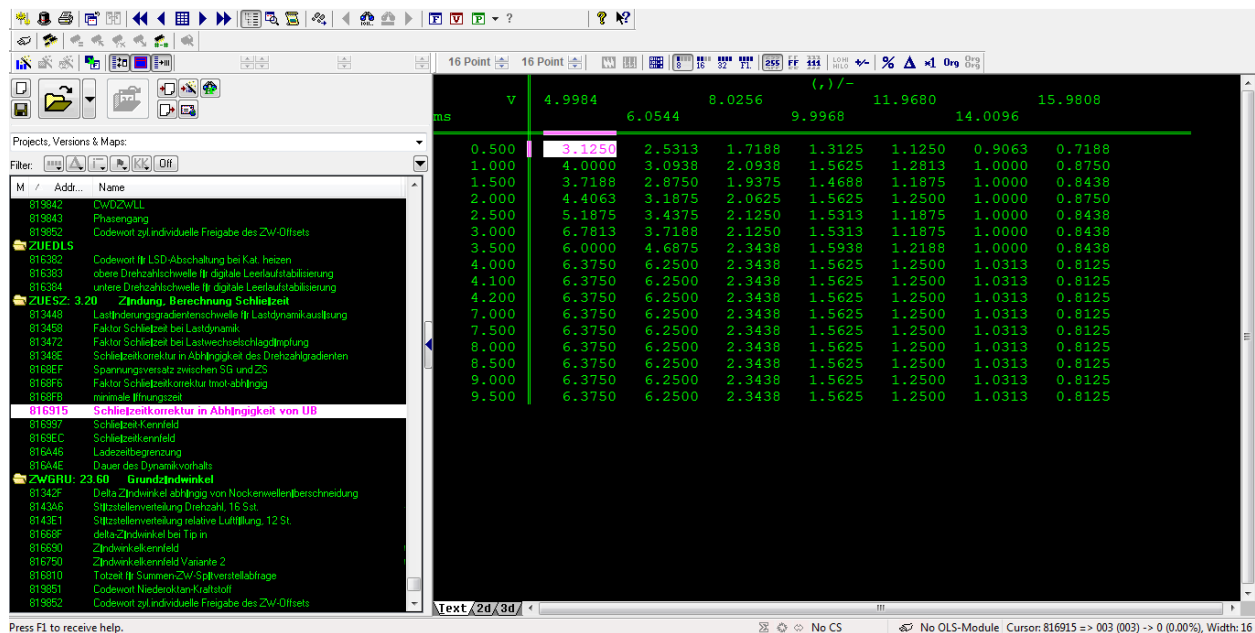 F V P ?
16 Point 16 Point 8 16 32 Fl. 255 FF 111 LOHI HILO +/- % Δ ×1 Org Org
Projects, Versions & Maps:
Filter: KK Off
M / Addr... Name
819842 CWDZWLL
819843 Phasengang
819852 Codewort zyl.individuelle Freigabe des ZW-Offsets
ZUEDLS
816382 Codewort f|r LSD-Abschaltung bei Kat. heizen
816383 obere Drehzahlschwelle f|r digitale Leerlaufstabilisierung
816384 untere Drehzahlschwelle f|r digitale Leerlaufstabilisierung
ZUESZ: 3.20 Z|ndung, Berechnung Schlie|zeit
813448 Last|nderungsgradientenschwelle f|r Lastdynamikausl|sung
813458 Faktor Schlie|zeit bei Lastdynamik
813472 Faktor Schlie|zeit bei Lastwechselschlagd|mpfung
81348E Schlie|zeitkorrektur in Abh|ngigkeit des Drehzahlgradienten
8168EF Spannungsversatz zwischen SG und ZS
8168F6 Faktor Schlie|zeitkorrektur tmot-abh|ngig
8168FB minimale |ffnungszeit
816915 Schlie|zeitkorrektur in Abh|ngigkeit von UB
816997 Schlie|zeit-Kennfeld
8169EC Schlie|zeitkennfeld
816A46 Ladezeitbegrenzung
816A4E Dauer des Dynamikvorhalts
ZWGRU: 23.60 Grundz|ndwinkel
81342F Delta Z|ndwinkel abh|ngig von Nockenwellen|berschneidung
8143A6 St|tzstellenverteilung Drehzahl, 16 Sst.
8143E1 St|tzstellenverteilung relative Luftf|llung, 12 St.
81668F delta-Z|ndwinkel bei Tip in
816690 Z|ndwinkelkennfeld
816750 Z|ndwinkelkennfeld Variante 2
816810 Totzeit f|r Summen-ZW-Sp|tverstellabfrage
819851 Codewort Niederoktan-Kraftstoff
819852 Codewort zyl.individuelle Freigabe des ZW-Offsets
(,)/-
V 4.9984 8.0256 11.9680 15.9808
ms 6.0544 9.9968 14.0096
0.500 3.1250 2.5313 1.7188 1.3125 1.1250 0.9063 0.7188
1.000 4.0000 3.0938 2.0938 1.5625 1.2813 1.0000 0.8750
1.500 3.7188 2.8750 1.9375 1.4688 1.1875 1.0000 0.8438
2.000 4.4063 3.1875 2.0625 1.5625 1.2500 1.0000 0.8750
2.500 5.1875 3.4375 2.1250 1.5313 1.1875 1.0000 0.8438
3.000 6.7813 3.7188 2.1250 1.5313 1.1875 1.0000 0.8438
3.500 6.0000 4.6875 2.3438 1.5938 1.2188 1.0000 0.8438
4.000 6.3750 6.2500 2.3438 1.5625 1.2500 1.0313 0.8125
4.100 6.3750 6.2500 2.3438 1.5625 1.2500 1.0313 0.8125
4.200 6.3750 6.2500 2.3438 1.5625 1.2500 1.0313 0.8125
7.000 6.3750 6.2500 2.3438 1.5625 1.2500 1.0313 0.8125
7.500 6.3750 6.2500 2.3438 1.5625 1.2500 1.0313 0.8125
8.000 6.3750 6.2500 2.3438 1.5625 1.2500 1.0313 0.8125
8.500 6.3750 6.2500 2.3438 1.5625 1.2500 1.0313 0.8125
9.000 6.3750 6.2500 2.3438 1.5625 1.2500 1.0313 0.8125
9.500 6.3750 6.2500 2.3438 1.5625 1.2500 1.0313 0.8125
Text 2d 3d
Press F1 to receive help. No CS No OLS-Module Cursor: 816915 => 003 (003) -> 0 (0.00%), Width: 16